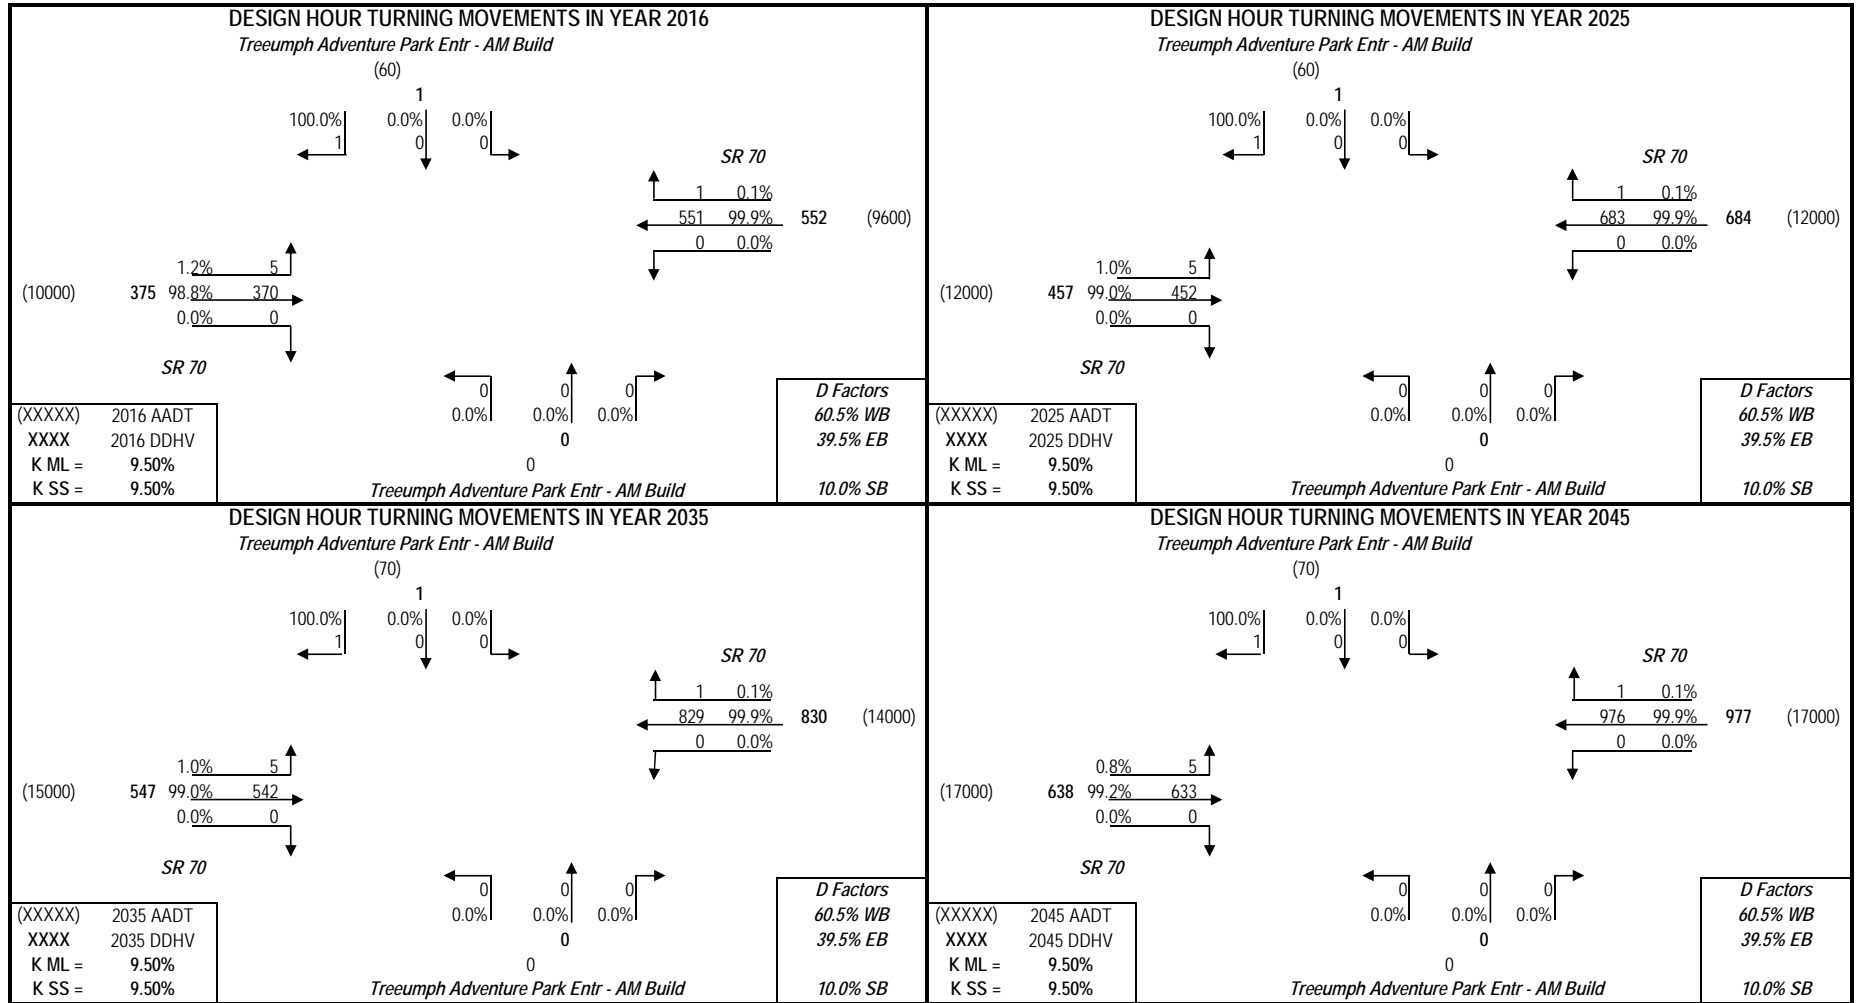 DESIGN HOUR TURNING MOVEMENTS IN YEAR 2016
Treeumph Adventure Park Entr - AM Build
(60)
1
100.0% 0.0% 0.0%
1 0 0
SR 70
1 0.1%
551 99.9% 552 (9600)
0 0.0%
1.2% 5
(10000) 375 98.8% 370
0.0% 0
SR 70
0 0 0
0.0% 0.0% 0.0%
0
0
Treeumph Adventure Park Entr - AM Build
(XXXXX) 2016 AADT
XXXX 2016 DDHV
K ML = 9.50%
K SS = 9.50%
D Factors
60.5% WB
39.5% EB
10.0% SB
DESIGN HOUR TURNING MOVEMENTS IN YEAR 2025
Treeumph Adventure Park Entr - AM Build
(60)
1
100.0% 0.0% 0.0%
1 0 0
SR 70
1 0.1%
683 99.9% 684 (12000)
0 0.0%
1.0% 5
(12000) 457 99.0% 452
0.0% 0
SR 70
0 0 0
0.0% 0.0% 0.0%
0
0
Treeumph Adventure Park Entr - AM Build
(XXXXX) 2025 AADT
XXXX 2025 DDHV
K ML = 9.50%
K SS = 9.50%
D Factors
60.5% WB
39.5% EB
10.0% SB
DESIGN HOUR TURNING MOVEMENTS IN YEAR 2035
Treeumph Adventure Park Entr - AM Build
(70)
1
100.0% 0.0% 0.0%
1 0 0
SR 70
1 0.1%
829 99.9% 830 (14000)
0 0.0%
1.0% 5
(15000) 547 99.0% 542
0.0% 0
SR 70
0 0 0
0.0% 0.0% 0.0%
0
0
Treeumph Adventure Park Entr - AM Build
(XXXXX) 2035 AADT
XXXX 2035 DDHV
K ML = 9.50%
K SS = 9.50%
D Factors
60.5% WB
39.5% EB
10.0% SB
DESIGN HOUR TURNING MOVEMENTS IN YEAR 2045
Treeumph Adventure Park Entr - AM Build
(70)
1
100.0% 0.0% 0.0%
1 0 0
SR 70
1 0.1%
976 99.9% 977 (17000)
0 0.0%
0.8% 5
(17000) 638 99.2% 633
0.0% 0
SR 70
0 0 0
0.0% 0.0% 0.0%
0
0
Treeumph Adventure Park Entr - AM Build
(XXXXX) 2045 AADT
XXXX 2045 DDHV
K ML = 9.50%
K SS = 9.50%
D Factors
60.5% WB
39.5% EB
10.0% SB